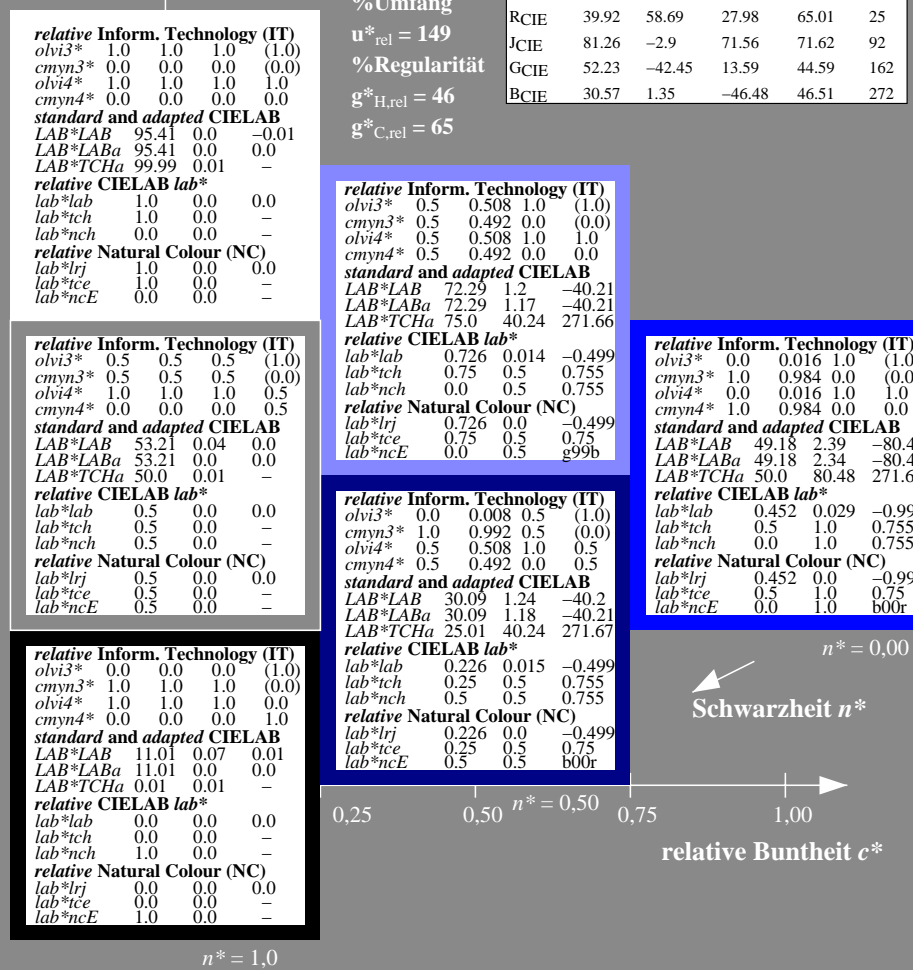 relative Inform. Technology (IT)
olvi3* 1.0 1.0 1.0 (1.0)
cmyn3* 0.0 0.0 0.0 (0.0)
olvi4* 1.0 1.0 1.0 1.0
cmyn4* 0.0 0.0 0.0 0.0
standard and adapted CIELAB
LAB*LAB 95.41 0.0 –0.01
LAB*LABa 95.41 0.0 0.0
LAB*TCHa 99.99 0.01 –
relative CIELAB lab*
lab*lab 1.0 0.0 0.0
lab*tch 1.0 0.0 –
lab*nch 0.0 0.0 –
relative Natural Colour (NC)
lab*lrj 1.0 0.0 0.0
lab*tce 1.0 0.0 –
lab*ncE 0.0 0.0 –
%Umfang
u*rel = 149
%Regularität
g*H,rel = 46
g*C,rel = 65
RCIE 39.92 58.69 27.98 65.01 25
JCIE 81.26 –2.9 71.56 71.62 92
GCIE 52.23 –42.45 13.59 44.59 162
BCIE 30.57 1.35 –46.48 46.51 272
relative Inform. Technology (IT)
olvi3* 0.5 0.508 1.0 (1.0)
cmyn3* 0.5 0.492 0.0 (0.0)
olvi4* 0.5 0.508 1.0 1.0
cmyn4* 0.5 0.492 0.0 0.0
standard and adapted CIELAB
LAB*LAB 72.29 1.2 –40.21
LAB*LABa 72.29 1.17 –40.21
LAB*TCHa 75.0 40.24 271.66
relative CIELAB lab*
lab*lab 0.726 0.014 –0.499
lab*tch 0.75 0.5 0.755
lab*nch 0.0 0.5 0.755
relative Natural Colour (NC)
lab*lrj 0.726 0.0 –0.499
lab*tce 0.75 0.5 0.75
lab*ncE 0.0 0.5 g99b
relative Inform. Technology (IT)
olvi3* 0.5 0.5 0.5 (1.0)
cmyn3* 0.5 0.5 0.5 (0.0)
olvi4* 1.0 1.0 1.0 0.5
cmyn4* 0.0 0.0 0.0 0.5
standard and adapted CIELAB
LAB*LAB 53.21 0.04 0.0
LAB*LABa 53.21 0.0 0.0
LAB*TCHa 50.0 0.01 –
relative CIELAB lab*
lab*lab 0.5 0.0 0.0
lab*tch 0.5 0.0 –
lab*nch 0.5 0.0 –
relative Natural Colour (NC)
lab*lrj 0.5 0.0 0.0
lab*tce 0.5 0.0 –
lab*ncE 0.5 0.0 –
relative Inform. Technology (IT)
olvi3* 0.0 0.016 1.0 (1.0
cmyn3* 1.0 0.984 0.0 (0.0
olvi4* 0.0 0.016 1.0 1.0
cmyn4* 1.0 0.984 0.0 0.0
standard and adapted CIELAB
LAB*LAB 49.18 2.39 –80.4
LAB*LABa 49.18 2.34 –80.4
LAB*TCHa 50.0 80.48 271.6
relative CIELAB lab*
lab*lab 0.452 0.029 –0.99
lab*tch 0.5 1.0 0.755
lab*nch 0.0 1.0 0.755
relative Natural Colour (NC)
lab*lrj 0.452 0.0 –0.99
lab*tce 0.5 1.0 0.75
lab*ncE 0.0 1.0 b00r
n* = 0,00
relative Inform. Technology (IT)
olvi3* 0.0 0.008 0.5 (1.0)
cmyn3* 1.0 0.992 0.5 (0.0)
olvi4* 0.5 0.508 1.0 0.5
cmyn4* 0.5 0.492 0.0 0.5
standard and adapted CIELAB
LAB*LAB 30.09 1.24 –40.2
LAB*LABa 30.09 1.18 –40.21
LAB*TCHa 25.01 40.24 271.67
relative CIELAB lab*
lab*lab 0.226 0.015 –0.499
lab*tch 0.25 0.5 0.755
lab*nch 0.5 0.5 0.755
relative Natural Colour (NC)
lab*lrj 0.226 0.0 –0.499
lab*tce 0.25 0.5 0.75
lab*ncE 0.5 0.5 b00r
Schwarzheit n*
relative Inform. Technology (IT)
olvi3* 0.0 0.0 0.0 (1.0)
cmyn3* 1.0 1.0 1.0 (0.0)
olvi4* 1.0 1.0 1.0 0.0
cmyn4* 0.0 0.0 0.0 1.0
standard and adapted CIELAB
LAB*LAB 11.01 0.07 0.01
LAB*LABa 11.01 0.0 0.0
LAB*TCHa 0.01 0.01 –
relative CIELAB lab*
lab*lab 0.0 0.0 0.0
lab*tch 0.0 0.0 –
lab*nch 1.0 0.0 –
relative Natural Colour (NC)
lab*lrj 0.0 0.0 0.0
lab*tce 0.0 0.0 –
lab*ncE 1.0 0.0 –
n* = 1,0
0,25 0,50 n* = 0,50 0,75 1,00
relative Buntheit c*